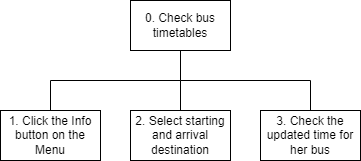 0. Check bus
timetables
1. Click the Info
button on the
Menu
2. Select starting
and arrival
destination
3. Check the
updated time for
her bus